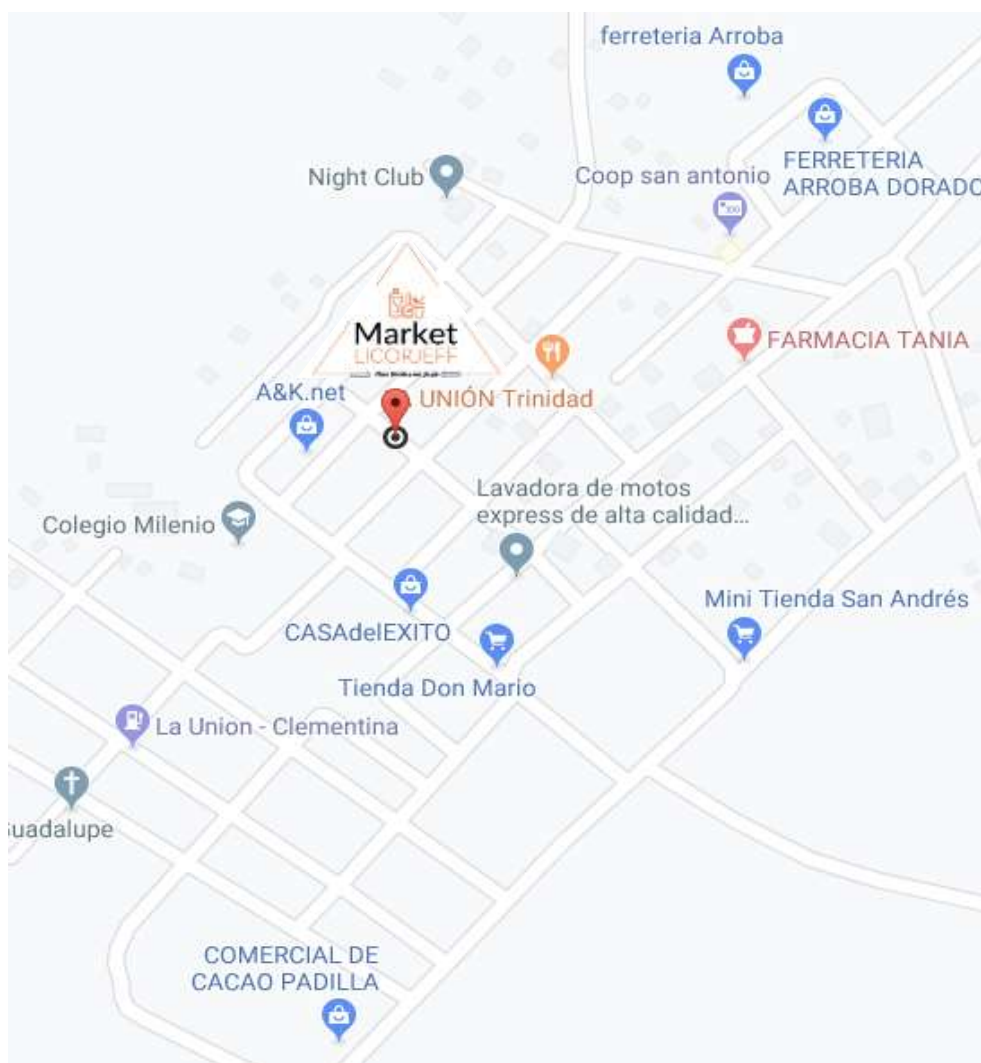 ferreteria Arroba
FERRETERIA
ARROBA DORADO
Night Club
Coop san antonio
Market
LICORJEFF
FARMACIA TANIA
A&K.net
UNIÓN Trinidad
Lavadora de motos
express de alta calidad...
Colegio Milenio
Mini Tienda San Andrés
CASAdelEXITO
Tienda Don Mario
La Union - Clementina
uadalupe
COMERCIAL DE
CACAO PADILLA